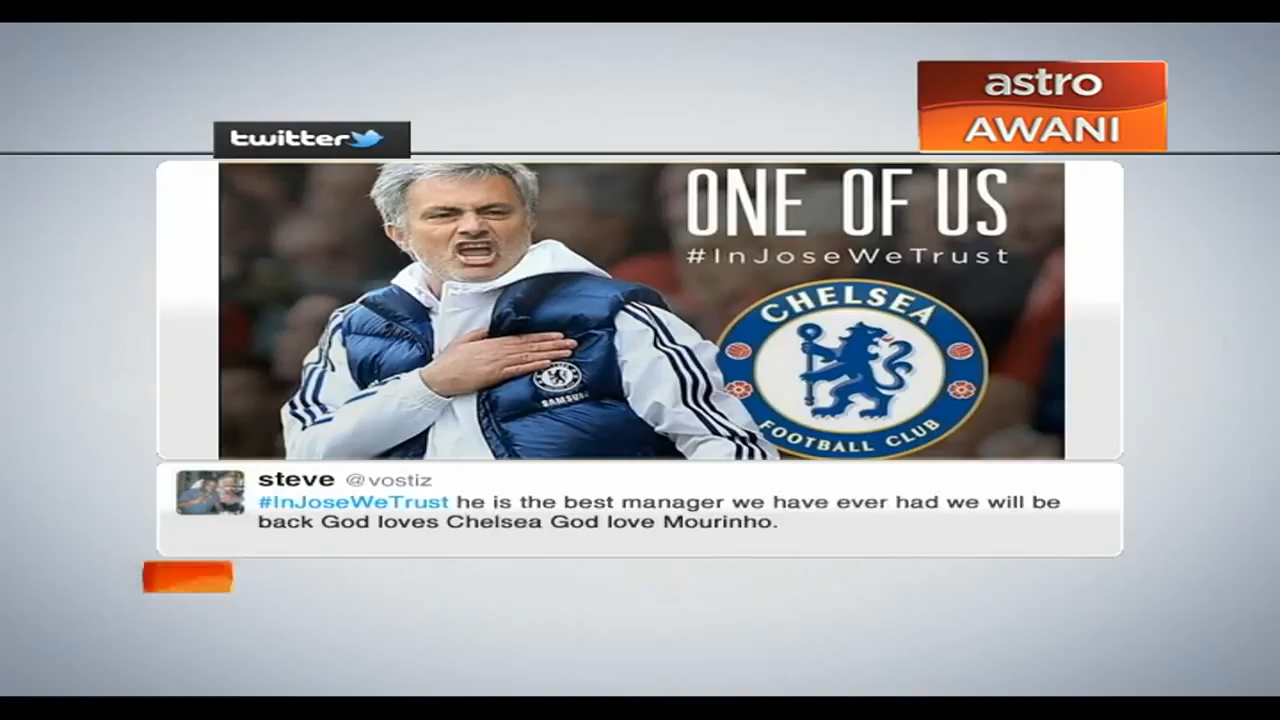 astro
AWANI
twitter
ONE OF US
#InJoseWeTrust
CHELSEA
FOOTBALL CLUB
SAMSUNG
steve @vostiz
#InJoseWeTrust he is the best manager we have ever had we will be
back God loves Chelsea God love Mourinho.